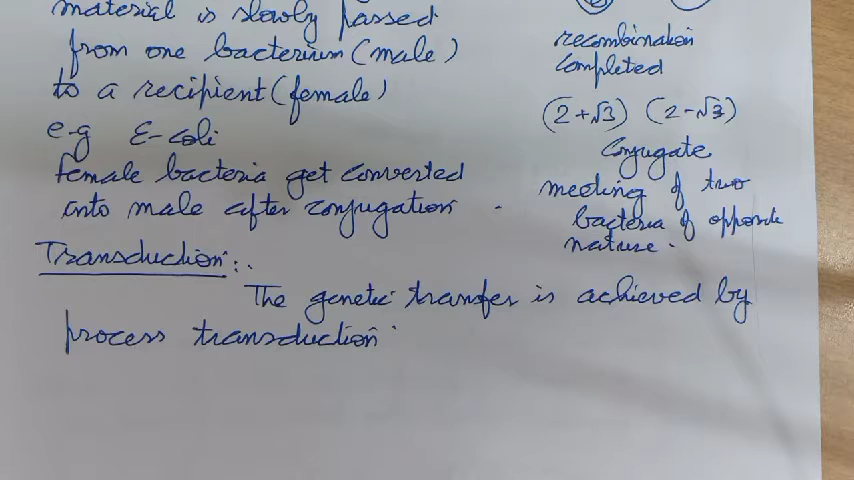 material is slowly passed
from one bacterium (male)
to a recipient (female)
e-g E-coli
female bacteria get converted
into male after conjugation
recombination
completed
(2+√3) (2-√3)
Conjugate
meeting of two
bacteria of opposite
nature.
Transduction:.
The genetic transfer is achieved by
process transduction